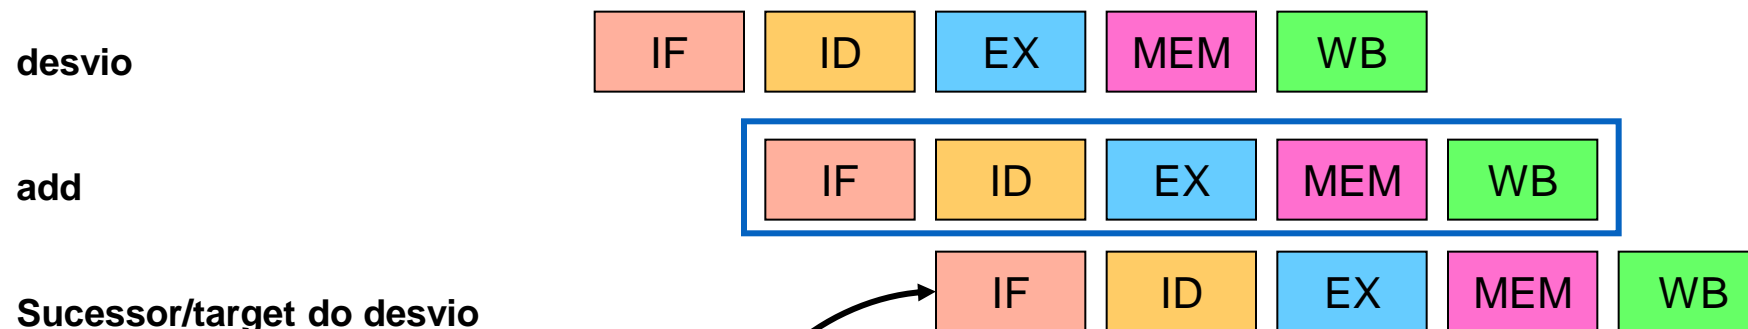 desvio IF ID EX MEM WB
add IF ID EX MEM WB
Sucessor/target do desvio IF ID EX MEM WB